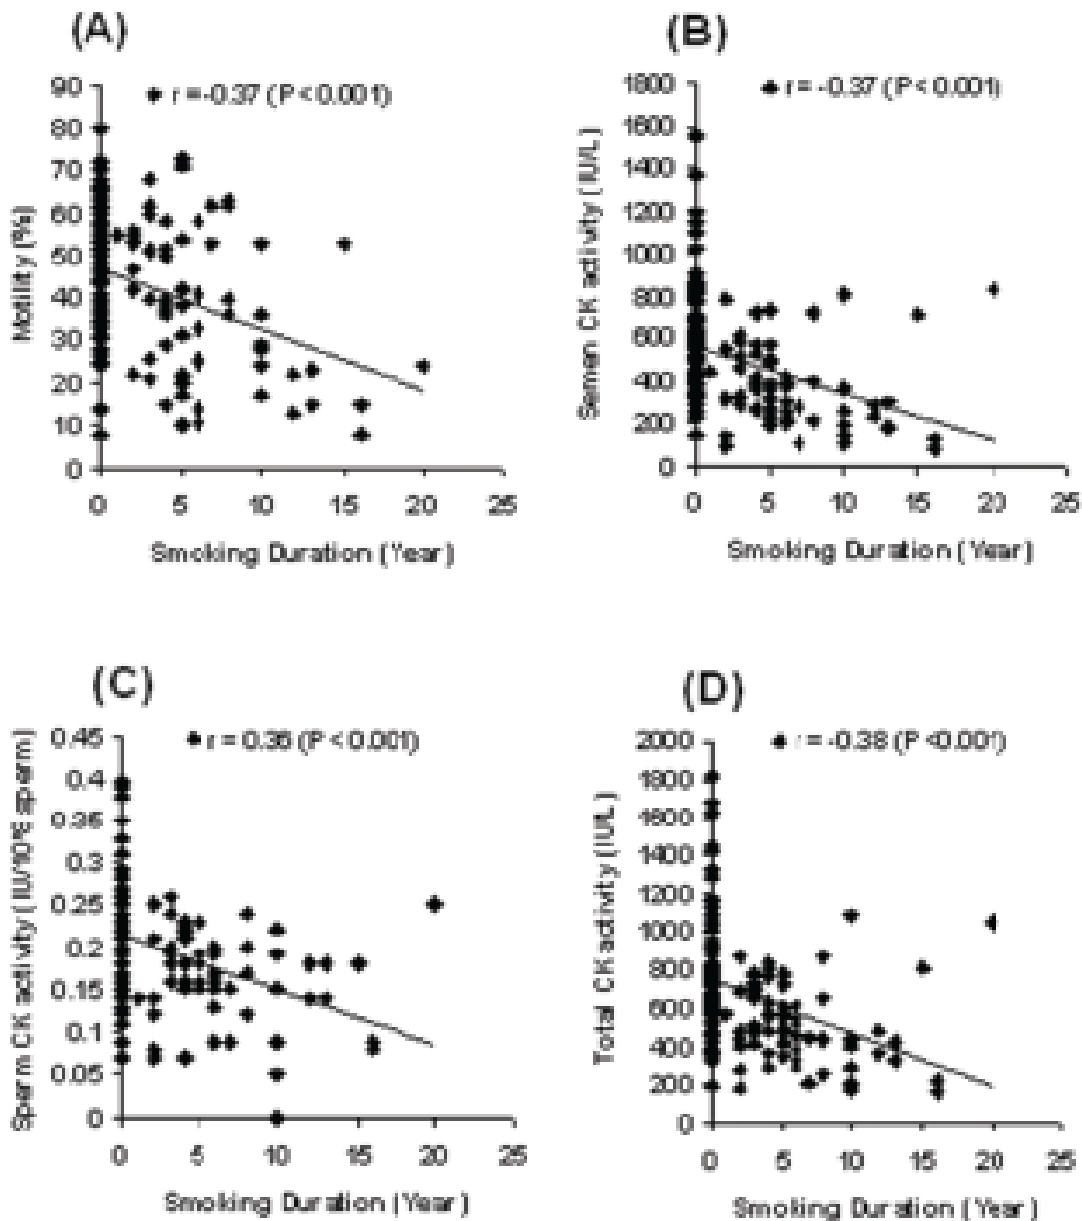 (A)
r =-0.37 (P<0.001)
90
80
70
60
50
40
30
20
10
0
Motility (%)
0 5 10 15 20 25
Smoking Duration (Year)
(B)
r = -0.37 (P<0.001)
1800
1600
1400
1200
1000
800
600
400
200
0
Semen CK activity (IU/L)
0 5 10 15 20 25
Smoking Duration (Year)
(C)
r = 0.36 (P<0.001)
0.45
0.4
0.35
0.3
0.25
0.2
0.15
0.1
0.05
0
Sperm CK activity (IU/10^8 sperm)
0 5 10 15 20 25
Smoking Duration (Year)
(D)
r = -0.38 (P<0.001)
2000
1800
1600
1400
1200
1000
800
600
400
200
0
Total CK activity (IU/L)
0 5 10 15 20 25
Smoking Duration (Year)